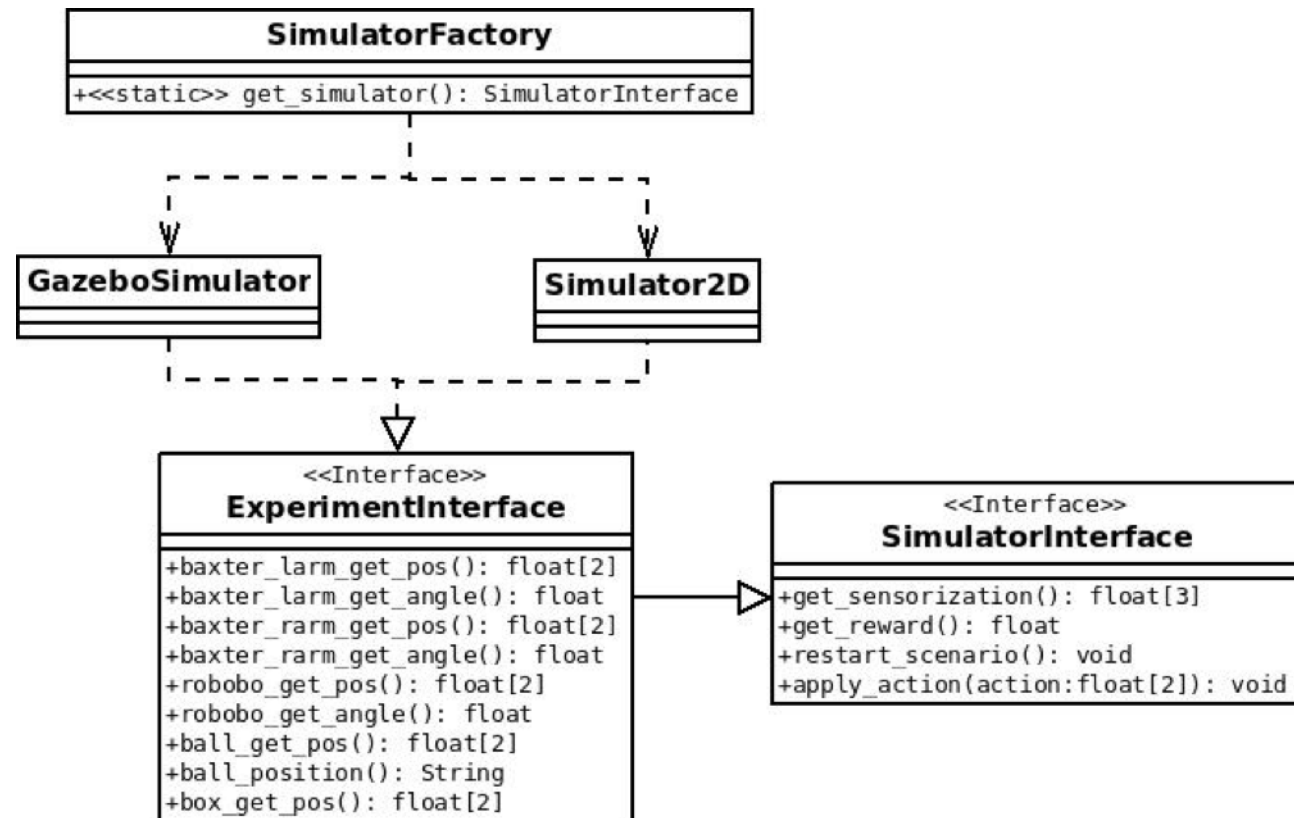 SimulatorFactory
+<<static>> get_simulator(): SimulatorInterface
GazeboSimulator
Simulator2D
<<Interface>>
ExperimentInterface
+baxter_larm_get_pos(): float[2]
+baxter_larm_get_angle(): float
+baxter_rarm_get_pos(): float[2]
+baxter_rarm_get_angle(): float
+robobo_get_pos(): float[2]
+robobo_get_angle(): float
+ball_get_pos(): float[2]
+ball_position(): String
+box_get_pos(): float[2]
<<Interface>>
SimulatorInterface
+get_sensorization(): float[3]
+get_reward(): float
+restart_scenario(): void
+apply_action(action:float[2]): void